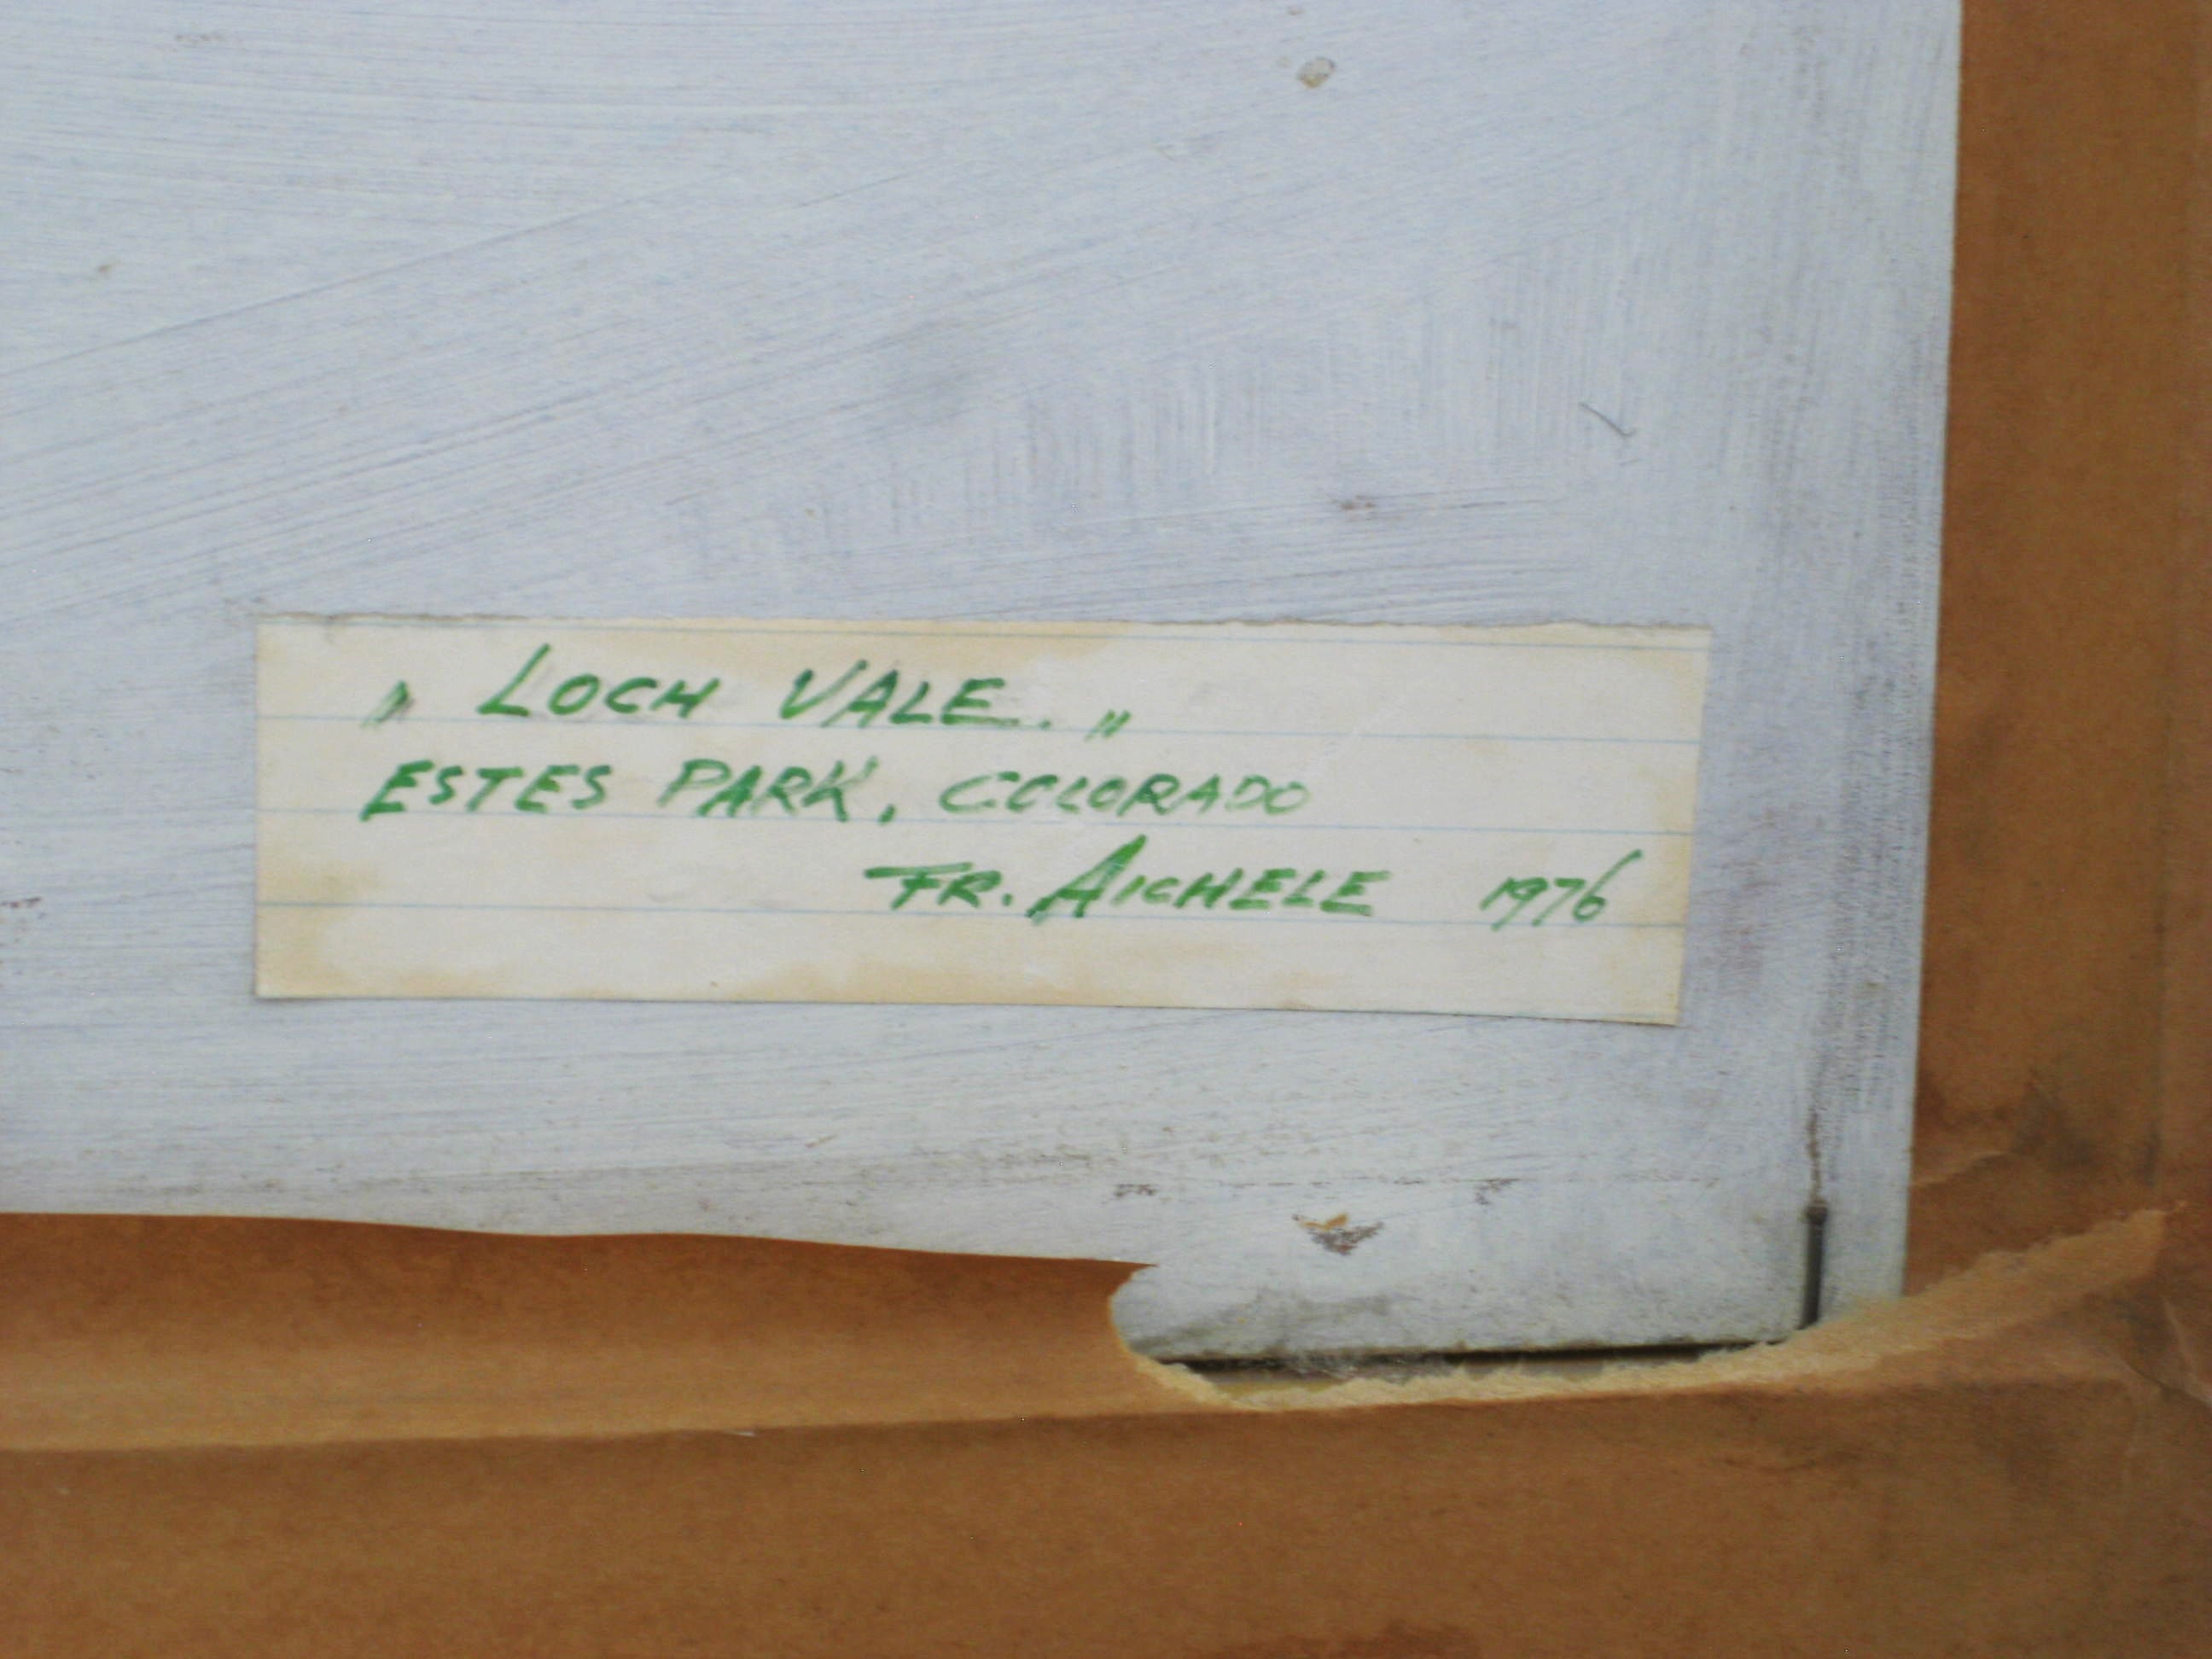 „ LOCH VALE. „
ESTES PARK, COLORADO
FR. AICHELE 1976